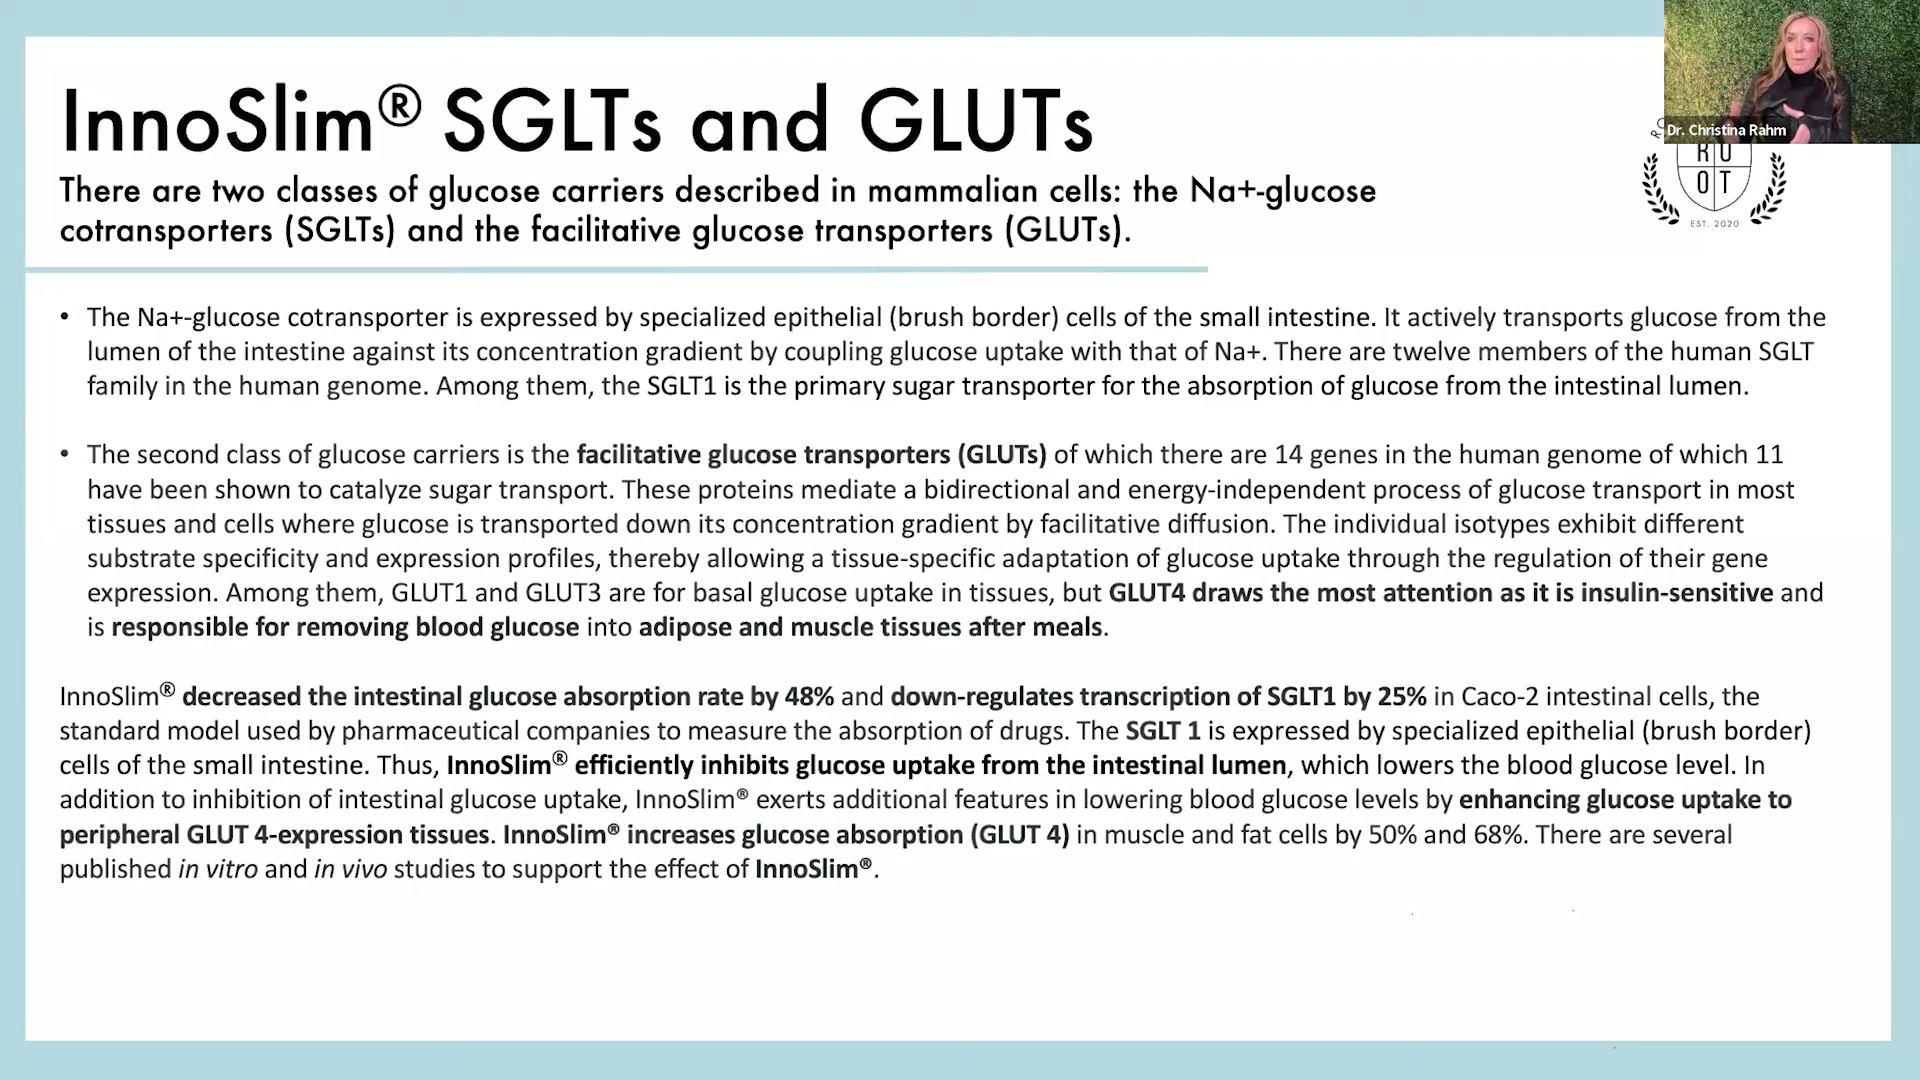 InnoSlim® SGLTs and GLUTs
There are two classes of glucose carriers described in mammalian cells: the Na+-glucose
cotransporters (SGLTs) and the facilitative glucose transporters (GLUTs).
Dr. Christina Rahm
R O
R U
O T
EST. 2020
• The Na+-glucose cotransporter is expressed by specialized epithelial (brush border) cells of the small intestine. It actively transports glucose from the
lumen of the intestine against its concentration gradient by coupling glucose uptake with that of Na+. There are twelve members of the human SGLT
family in the human genome. Among them, the SGLT1 is the primary sugar transporter for the absorption of glucose from the intestinal lumen.
• The second class of glucose carriers is the facilitative glucose transporters (GLUTs) of which there are 14 genes in the human genome of which 11
have been shown to catalyze sugar transport. These proteins mediate a bidirectional and energy-independent process of glucose transport in most
tissues and cells where glucose is transported down its concentration gradient by facilitative diffusion. The individual isotypes exhibit different
substrate specificity and expression profiles, thereby allowing a tissue-specific adaptation of glucose uptake through the regulation of their gene
expression. Among them, GLUT1 and GLUT3 are for basal glucose uptake in tissues, but GLUT4 draws the most attention as it is insulin-sensitive and
is responsible for removing blood glucose into adipose and muscle tissues after meals.
InnoSlim® decreased the intestinal glucose absorption rate by 48% and down-regulates transcription of SGLT1 by 25% in Caco-2 intestinal cells, the
standard model used by pharmaceutical companies to measure the absorption of drugs. The SGLT 1 is expressed by specialized epithelial (brush border)
cells of the small intestine. Thus, InnoSlim® efficiently inhibits glucose uptake from the intestinal lumen, which lowers the blood glucose level. In
addition to inhibition of intestinal glucose uptake, InnoSlim® exerts additional features in lowering blood glucose levels by enhancing glucose uptake to
peripheral GLUT 4-expression tissues. InnoSlim® increases glucose absorption (GLUT 4) in muscle and fat cells by 50% and 68%. There are several
published in vitro and in vivo studies to support the effect of InnoSlim®.